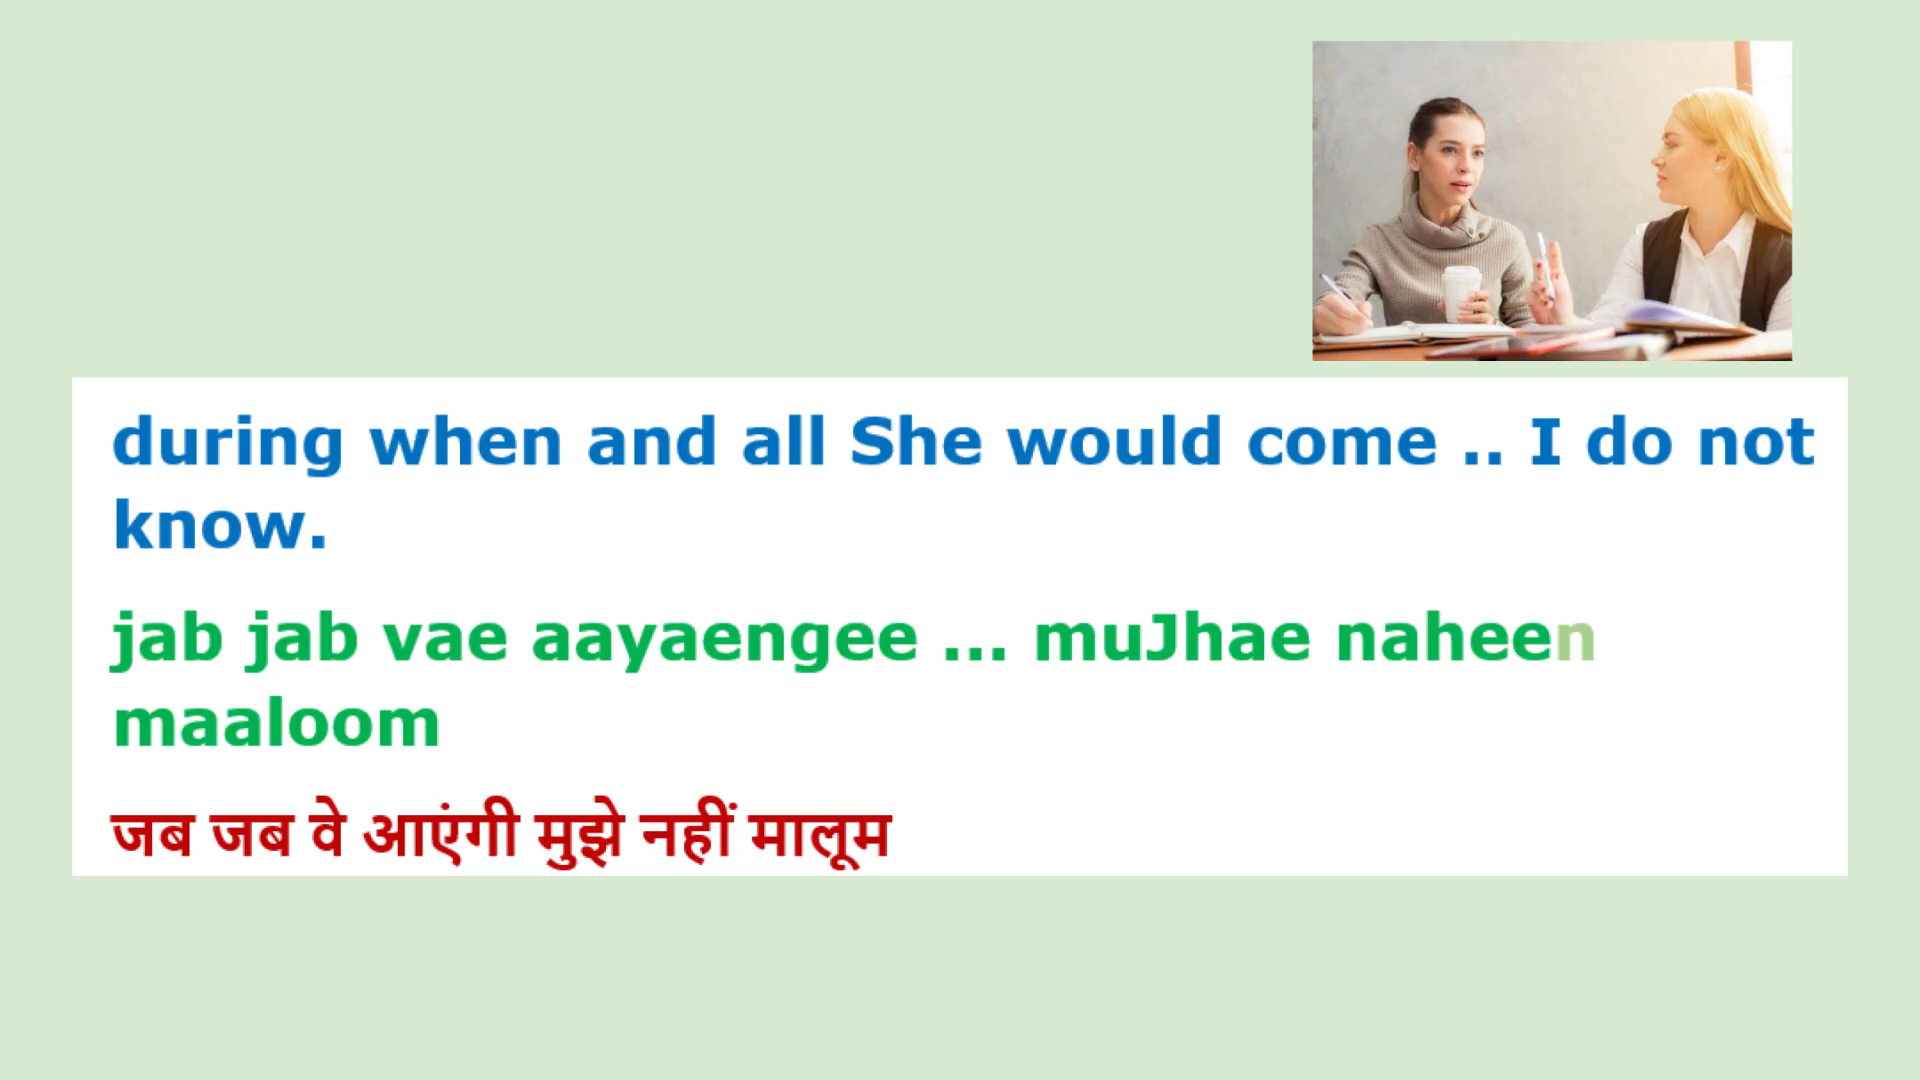 during when and all She would come .. I do not
know.
jab jab vae aayaengee ... muJhae naheen
maaloom
जब जब वे आएंगी मुझे नहीं मालूम